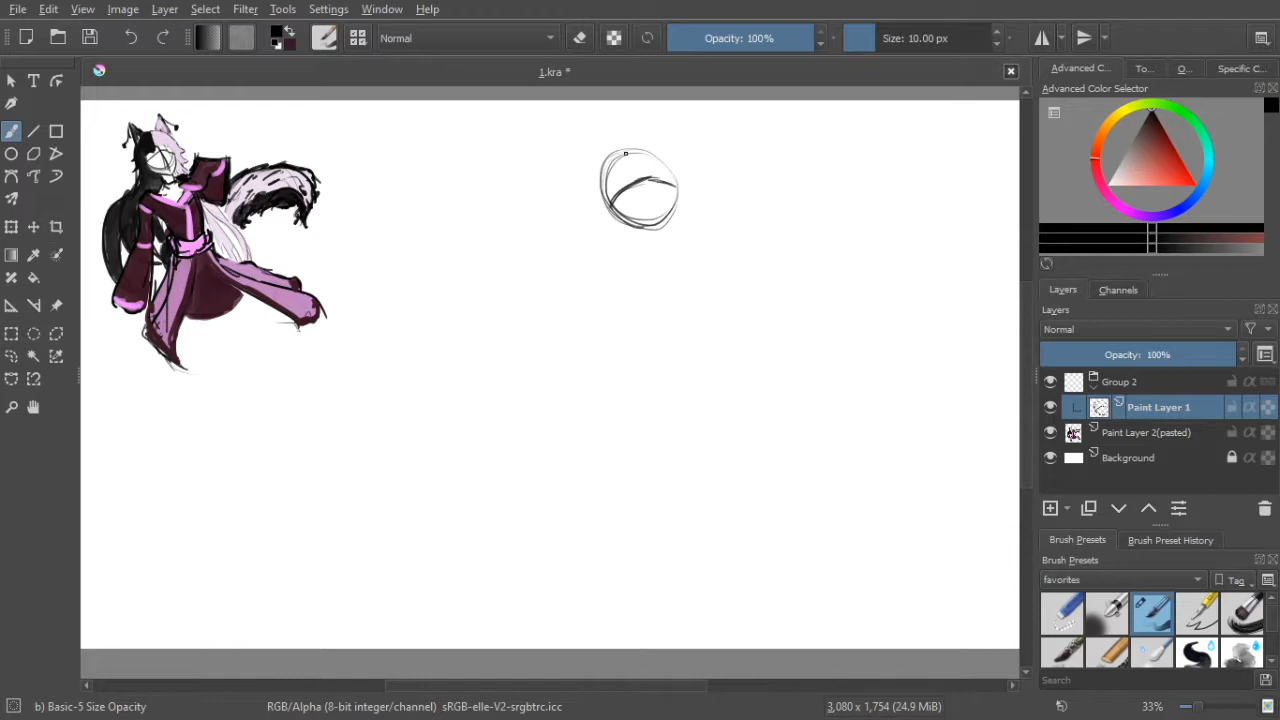 File Edit View Image Layer Select Filter Tools Settings Window Help
Normal Opacity: 100% Size: 10.00 px
1.kra *
Advanced C... To... O... Specific C...
Advanced Color Selector
Layers Channels
Layers
Normal
Opacity: 100%
Group 2
Paint Layer 1
Paint Layer 2(pasted)
Background
Brush Presets Brush Preset History
Brush Presets
favorites Tag
Search
b) Basic-5 Size Opacity RGB/Alpha (8-bit integer/channel) sRGB-elle-V2-srgbtrc.icc 3,080 x 1,754 (24.9 MiB) 33%